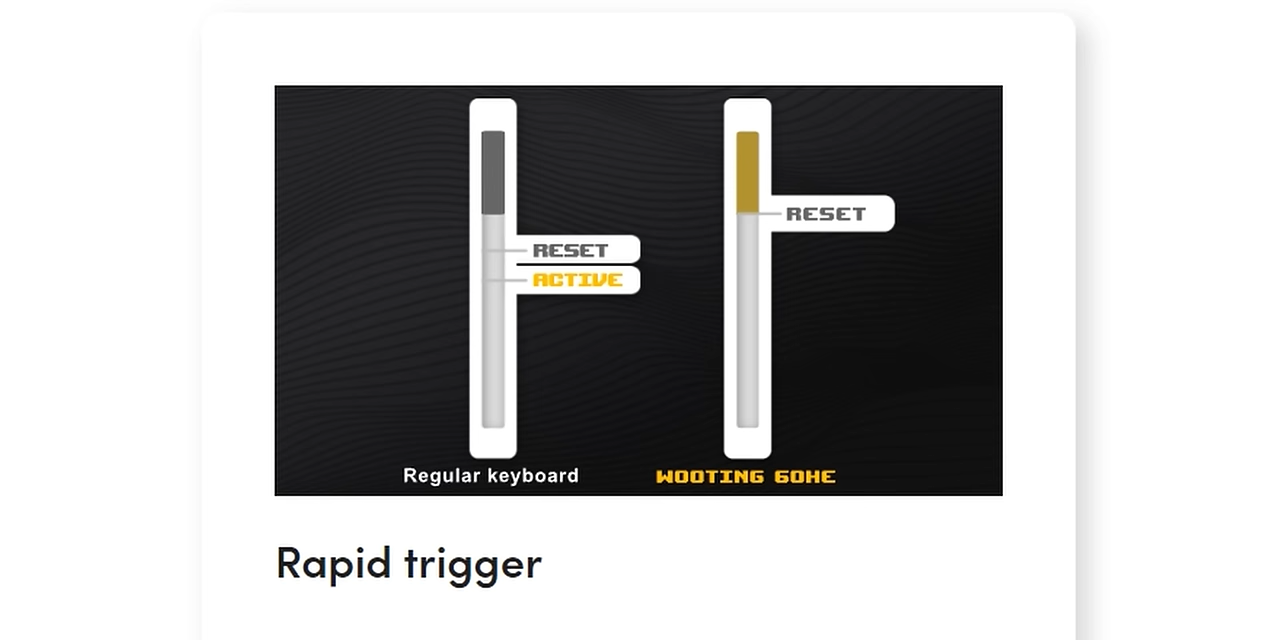 RESET
ACTIVE
RESET
Regular keyboard
WOOTING 60HE
Rapid trigger